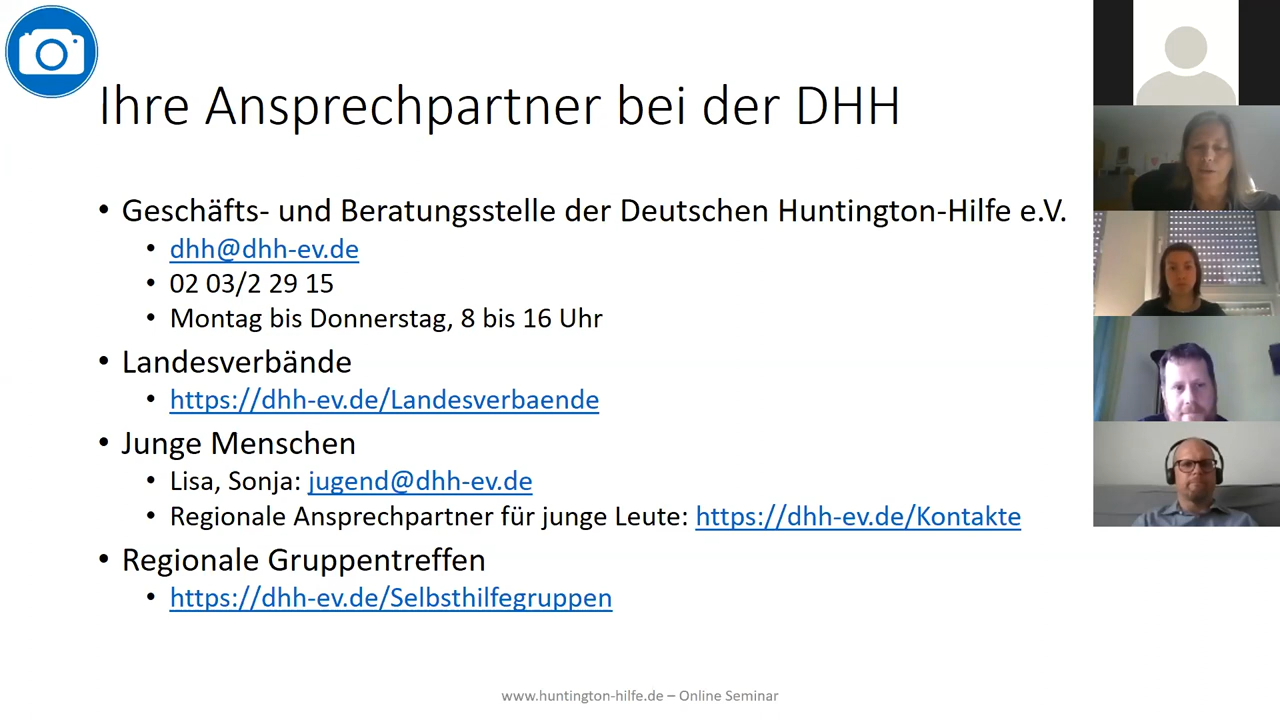 Ihre Ansprechpartner bei der DHH
• Geschäfts- und Beratungsstelle der Deutschen Huntington-Hilfe e.V.
• dhh@dhh-ev.de
• 02 03/2 29 15
• Montag bis Donnerstag, 8 bis 16 Uhr
• Landesverbände
• https://dhh-ev.de/Landesverbaende
• Junge Menschen
• Lisa, Sonja: jugend@dhh-ev.de
• Regionale Ansprechpartner für junge Leute: https://dhh-ev.de/Kontakte
• Regionale Gruppentreffen
• https://dhh-ev.de/Selbsthilfegruppen
www.huntington-hilfe.de – Online Seminar